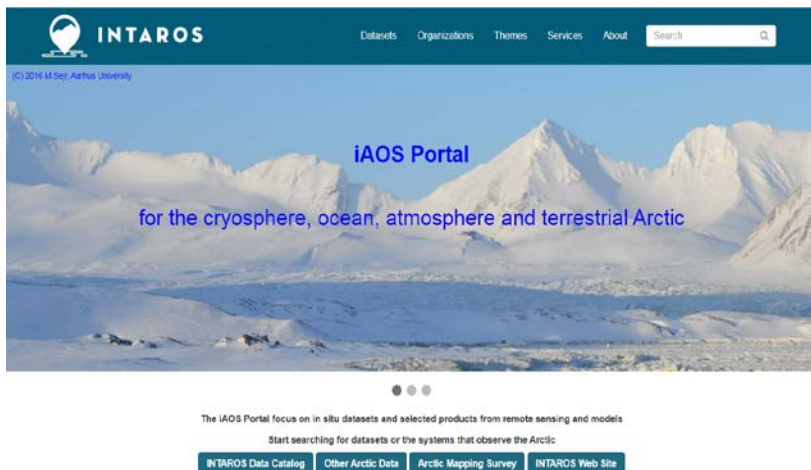 INTAROS
Datasets Organizations Themes Services About Search
(C) 2016 M Sejr, Aarhus University
iAOS Portal
for the cryosphere, ocean, atmosphere and terrestrial Arctic
The iAOS Portal focus on in situ datasets and selected products from remote sensing and models
Start searching for datasets or the systems that observe the Arctic
INTAROS Data Catalog Other Arctic Data Arctic Mapping Survey INTAROS Web Site